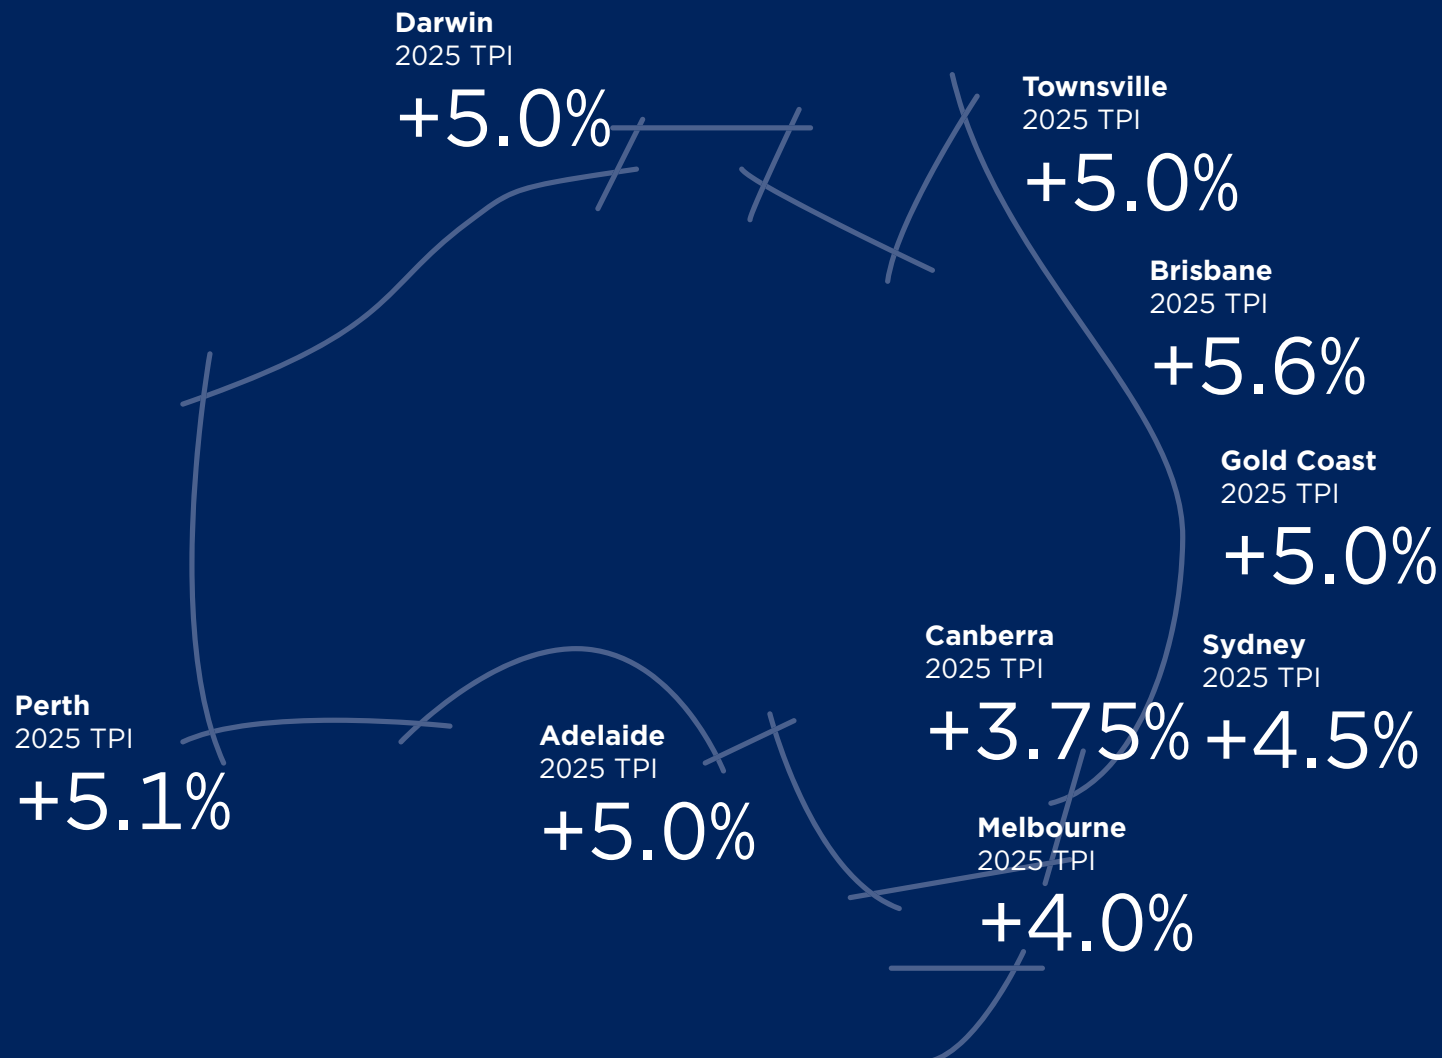 Darwin
2025 TPI
+5.0%
Townsville
2025 TPI
+5.0%
Brisbane
2025 TPI
+5.6%
Gold Coast
2025 TPI
+5.0%
Canberra
2025 TPI
+3.75%
Sydney
2025 TPI
+4.5%
Perth
2025 TPI
+5.1%
Adelaide
2025 TPI
+5.0%
Melbourne
2025 TPI
+4.0%